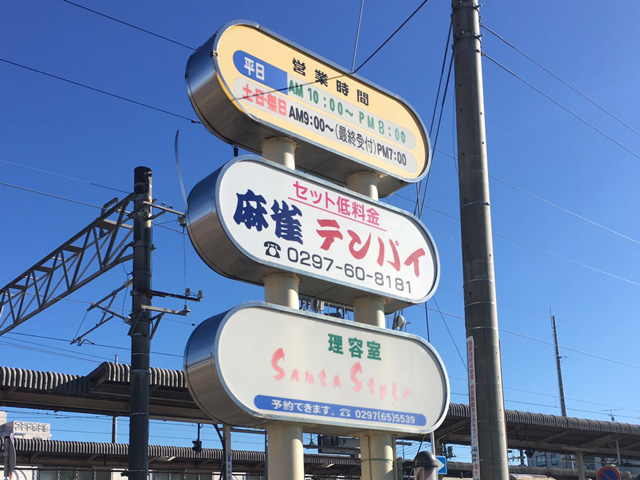 営業時間
平日 AM 10:00～PM 8:00
土・日・祭日 AM9:00～(最終受付)PM7:00
セット低料金
麻雀 テンパイ
☎ 0297-60-8181
理容室
Santa Style
予約できます。☎ 0297(65)5539